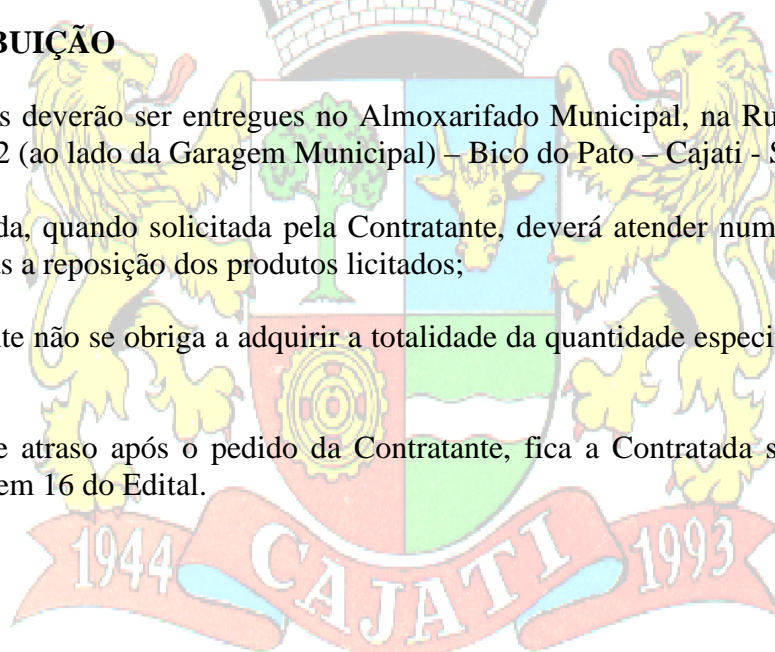 BUIÇÃO
s deverão ser entregues no Almoxarifado Municipal, na Ru
2 (ao lado da Garagem Municipal) – Bico do Pato – Cajati - S
da, quando solicitada pela Contratante, deverá atender num
s a reposição dos produtos licitados;
te não se obriga a adquirir a totalidade da quantidade especi
e atraso após o pedido da Contratante, fica a Contratada s
em 16 do Edital.
1944 CAJATI 1993